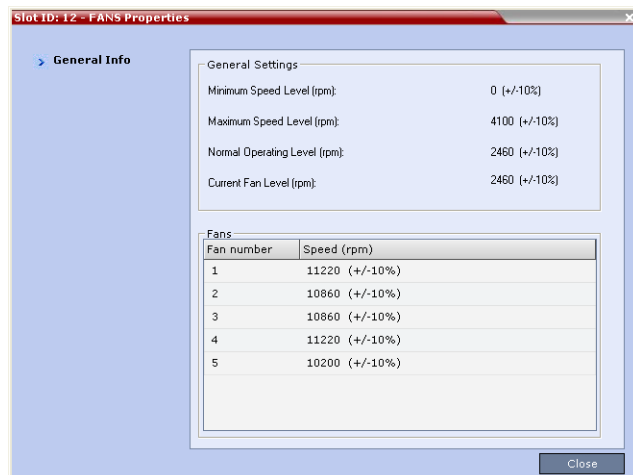 Slot ID: 12 - FANS Properties
General Info
General Settings
Minimum Speed Level (rpm): 0 (+/-10%)
Maximum Speed Level (rpm): 4100 (+/-10%)
Normal Operating Level (rpm): 2460 (+/-10%)
Current Fan Level (rpm): 2460 (+/-10%)
Fans
Fan number Speed (rpm)
1 11220 (+/-10%)
2 10860 (+/-10%)
3 10860 (+/-10%)
4 11220 (+/-10%)
5 10200 (+/-10%)
Close